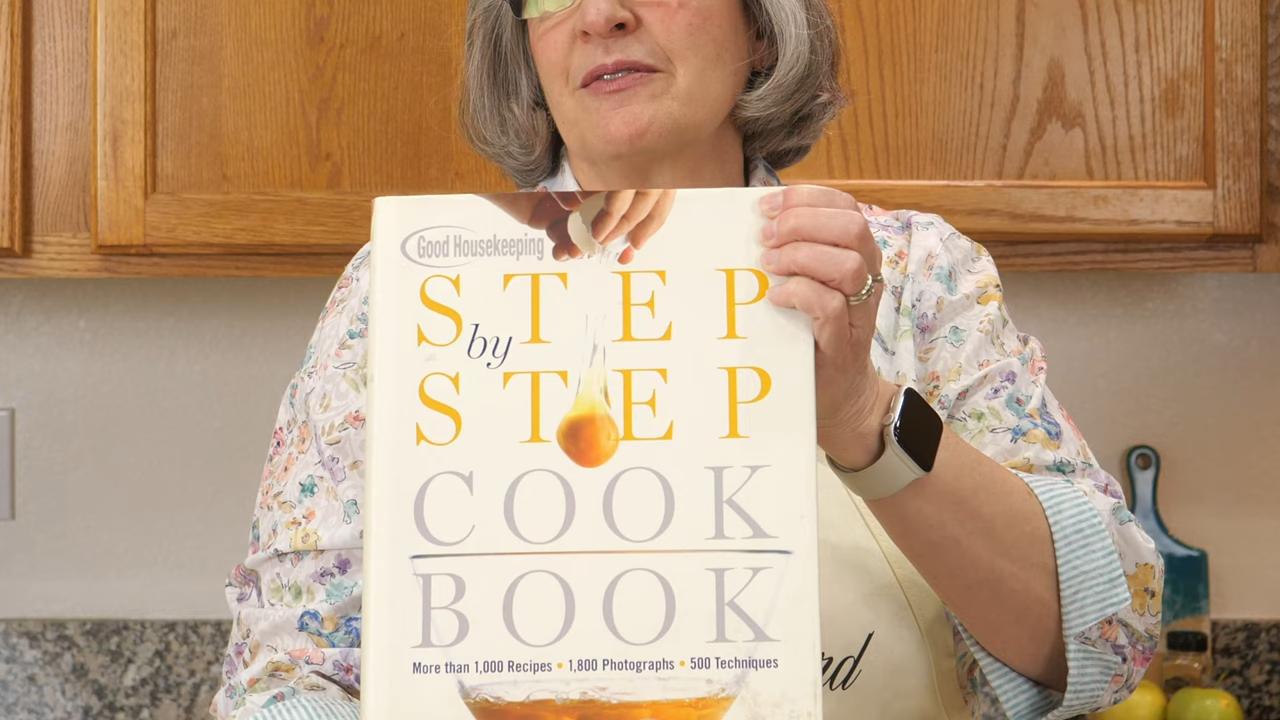 Good Housekeeping
STEP
by
STEP
COOK
BOOK
More than 1,000 Recipes • 1,800 Photographs • 500 Techniques